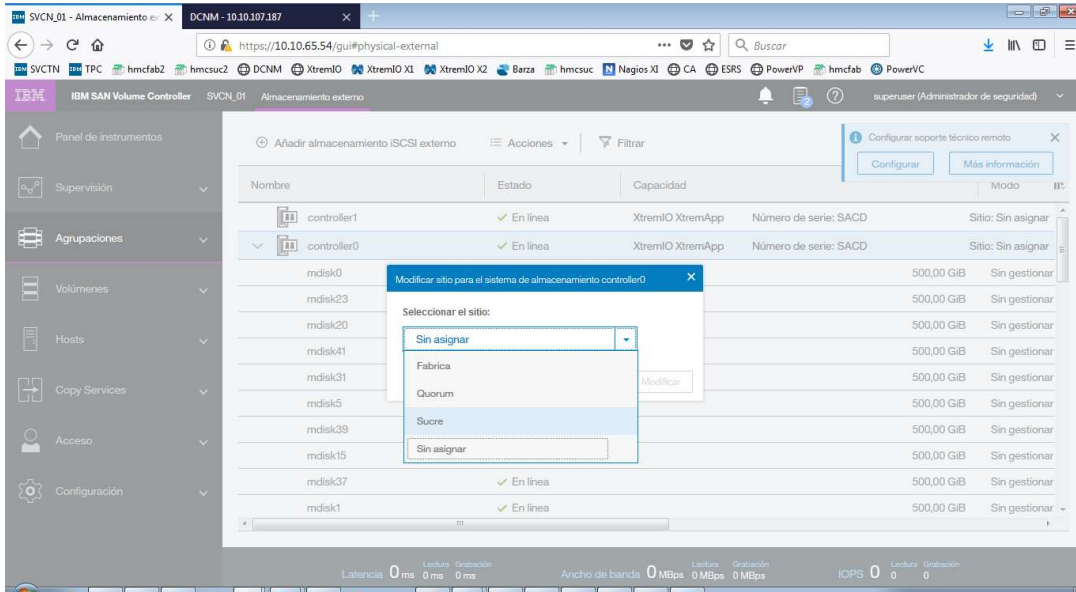 SVCN_01 - Almacenamiento ex
DCNM - 10.10.107.187
https://10.10.65.54/gui#physical-external
Buscar
SVCTN TPC hmcfab2 hmcsuc2 DCNM XtremIO XtremIO X1 XtremIO X2 Barza hmcsuc Nagios XI CA ESRS PowerVP hmcfab PowerVC
IBM IBM SAN Volume Controller SVCN_01 Almacenamiento externo
2
superuser (Administrador de seguridad)
Panel de instrumentos
Supervisión
Agrupaciones
Volúmenes
Hosts
Copy Services
Acceso
Configuración
Añadir almacenamiento iSCSI externo Acciones Filtrar
Configurar soporte técnico remoto
Configurar Más información
Nombre Estado Capacidad Modo
controller1 En línea XtremIO XtremApp Número de serie: SACD Sitio: Sin asignar
controller0 En línea XtremIO XtremApp Número de serie: SACD Sitio: Sin asignar
mdisk0 500,00 GiB Sin gestionar
mdisk23 500,00 GiB Sin gestionar
mdisk20 500,00 GiB Sin gestionar
mdisk41 500,00 GiB Sin gestionar
mdisk31 500,00 GiB Sin gestionar
mdisk5 500,00 GiB Sin gestionar
mdisk39 500,00 GiB Sin gestionar
mdisk15 500,00 GiB Sin gestionar
mdisk37 En línea 500,00 GiB Sin gestionar
mdisk1 En línea 500,00 GiB Sin gestionar
Modificar sitio para el sistema de almacenamiento controller0
Seleccionar el sitio:
Sin asignar
Fabrica
Quorum
Sucre
Sin asignar
Modificar
Latencia 0 ms Lectura 0 ms Grabación 0 ms
Ancho de banda 0 MBps Lectura 0 MBps Grabación 0 MBps
IOPS 0 Lectura 0 Grabación 0